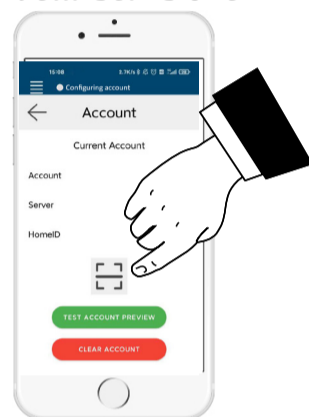 15:08
Configuring account
Account
Current Account
Account
Server
HomeID
TEST ACCOUNT PREVIEW
CLEAR ACCOUNT